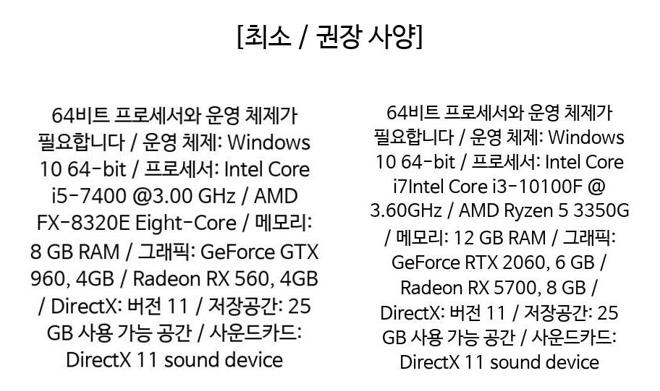 [최소 / 권장 사양]
64비트 프로세서와 운영 체제가
필요합니다 / 운영 체제: Windows
10 64-bit / 프로세서: Intel Core
i5-7400 @3.00 GHz / AMD
FX-8320E Eight-Core / 메모리:
8 GB RAM / 그래픽: GeForce GTX
960, 4GB / Radeon RX 560, 4GB
/ DirectX: 버전 11 / 저장공간: 25
GB 사용 가능 공간 / 사운드카드:
DirectX 11 sound device
64비트 프로세서와 운영 체제가
필요합니다 / 운영 체제: Windows
10 64-bit / 프로세서: Intel Core
i7Intel Core i3-10100F @
3.60GHz / AMD Ryzen 5 3350G
/ 메모리: 12 GB RAM / 그래픽:
GeForce RTX 2060, 6 GB /
Radeon RX 5700, 8 GB /
DirectX: 버전 11 / 저장공간: 25
GB 사용 가능 공간 / 사운드카드:
DirectX 11 sound device